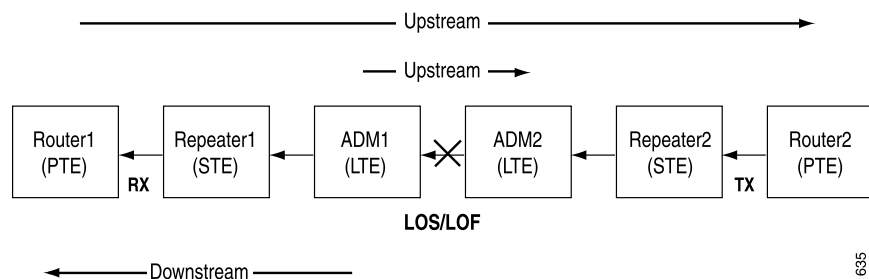 Upstream
Upstream
Router1
(PTE)
Repeater1
(STE)
ADM1
(LTE)
ADM2
(LTE)
Repeater2
(STE)
Router2
(PTE)
RX
TX
LOS/LOF
Downstream
635